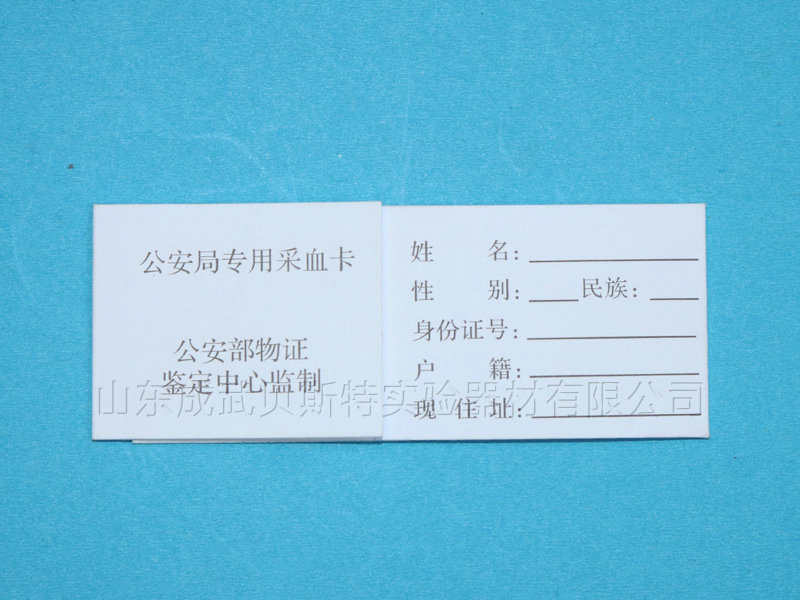 公安局专用采血卡
公安部物证
鉴定中心监制
姓 名:
性 别: 民族:
身份证号:
户 籍:
现 住 址:
山东成武贝斯特实验器材有限公司